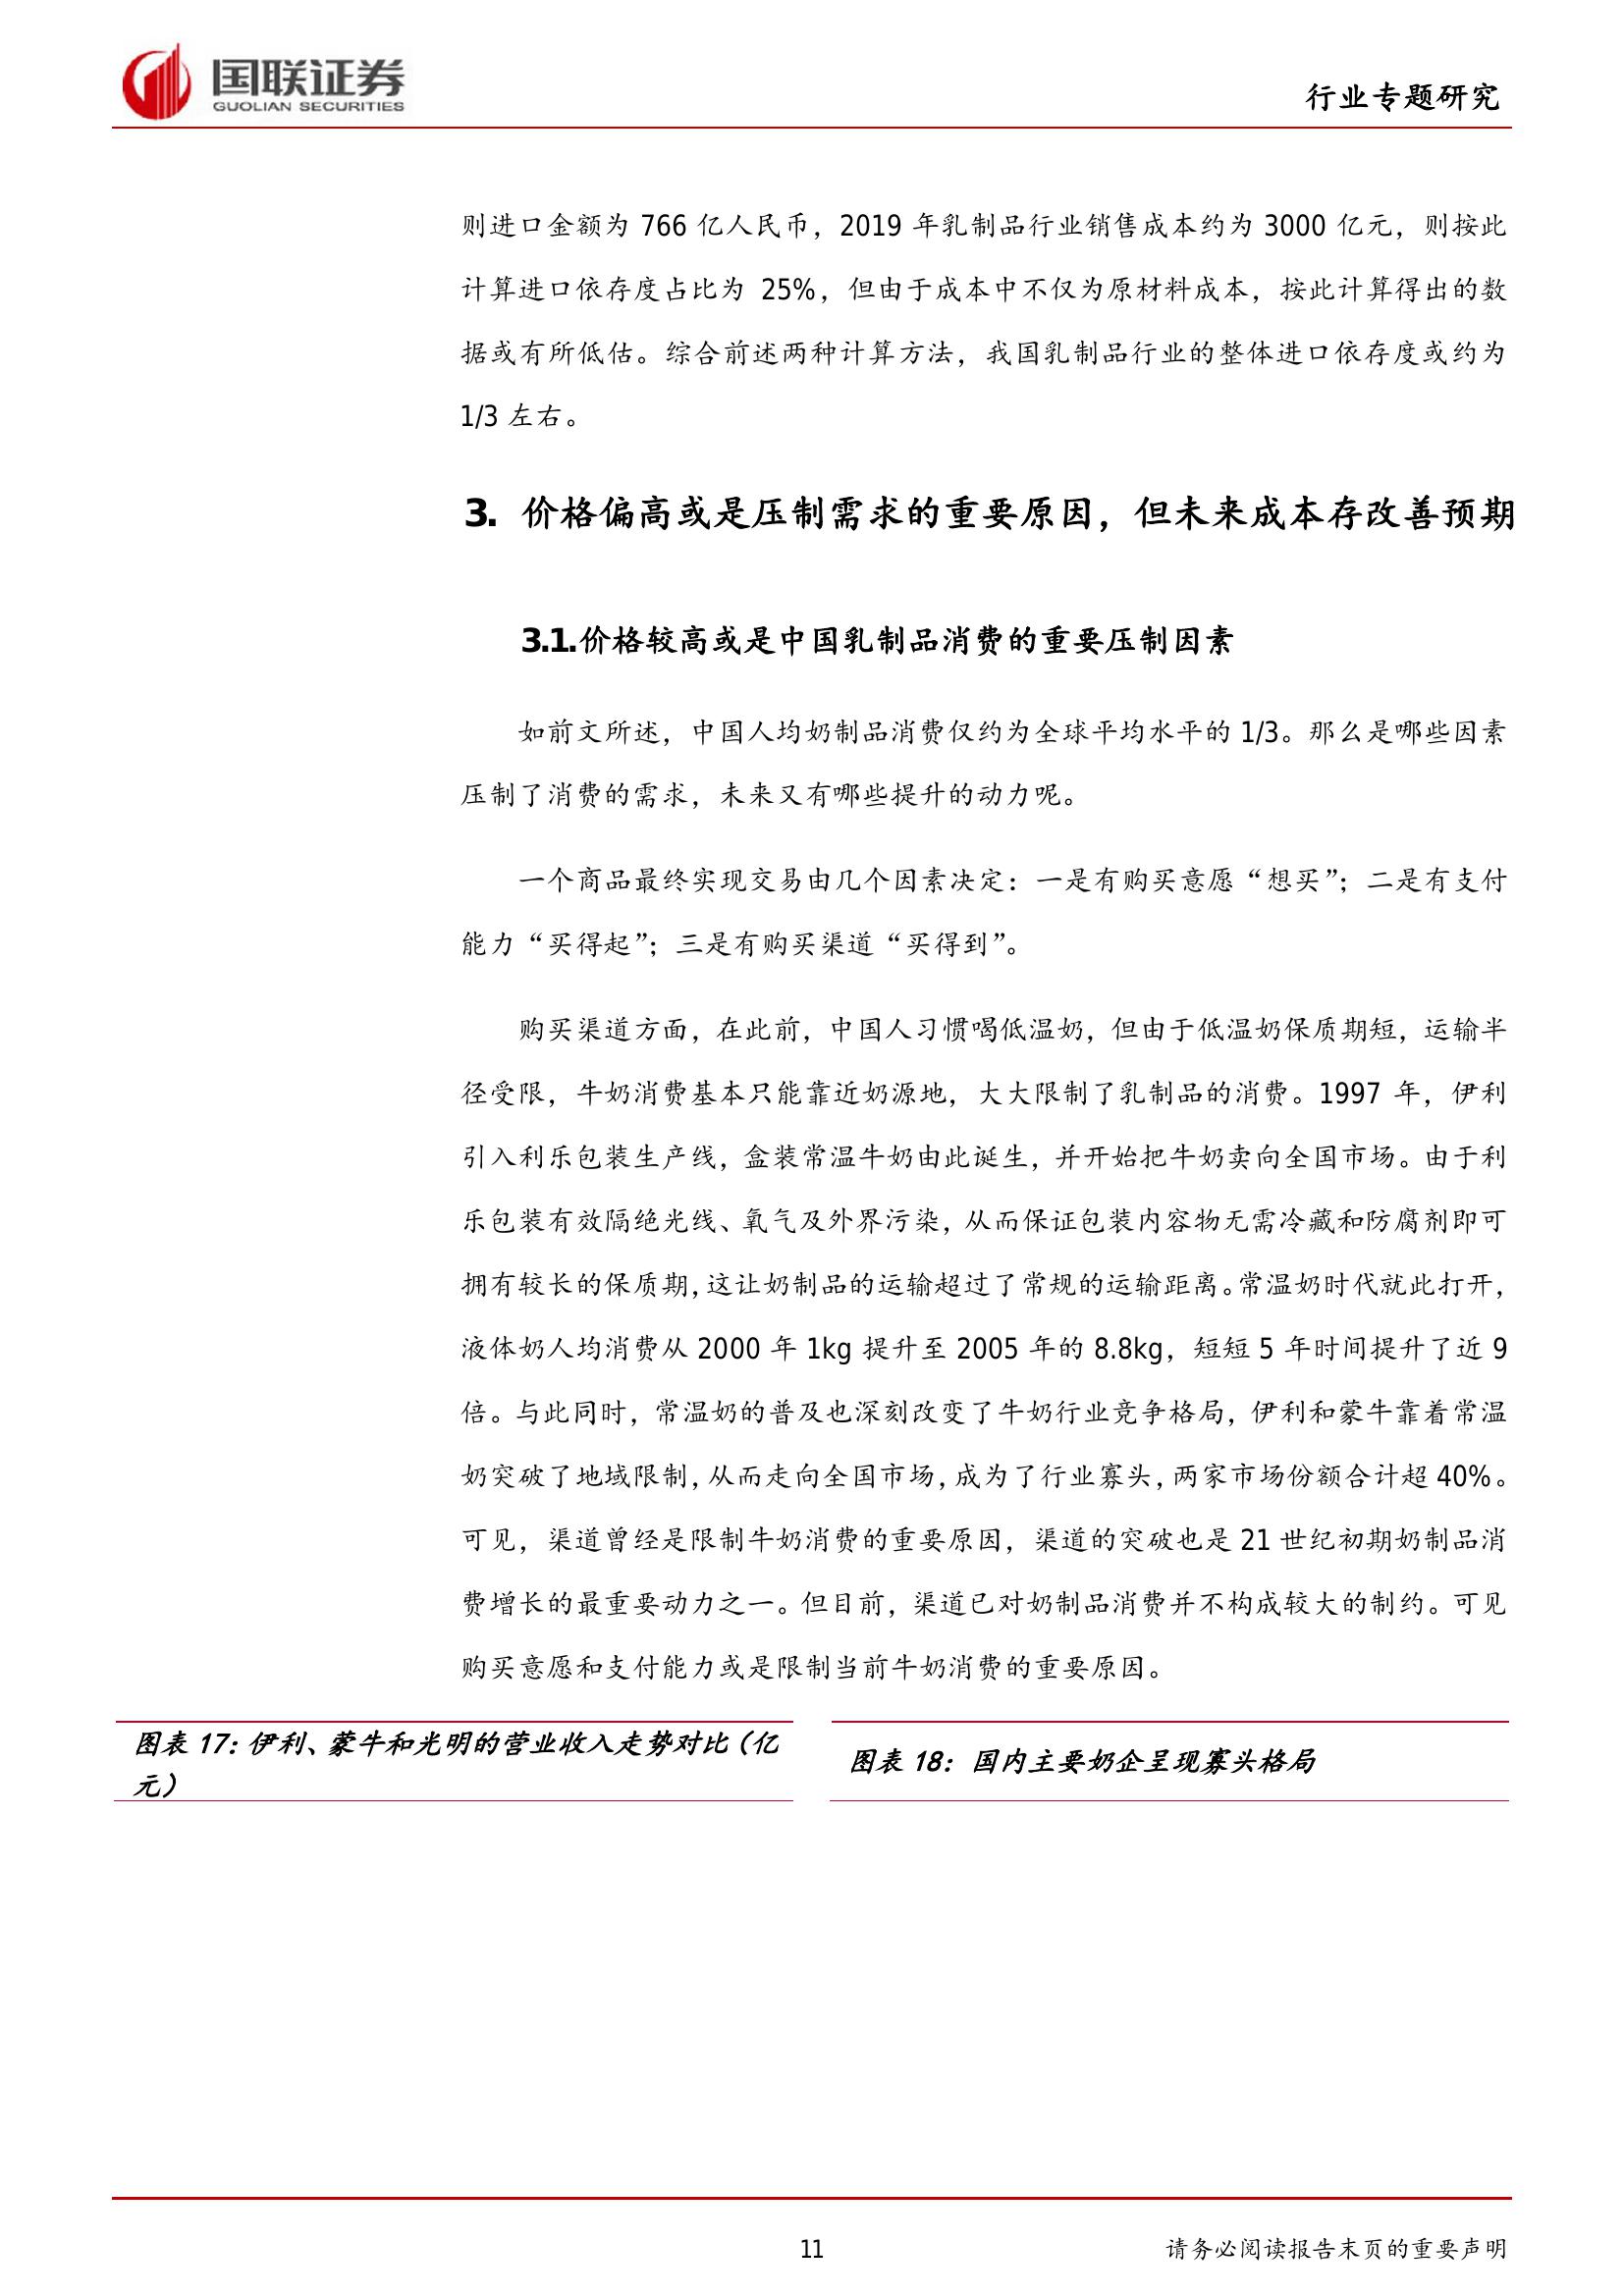 国联证券
GUOLIAN SECURITIES
行业专题研究
则进口金额为 766 亿人民币，2019 年乳制品行业销售成本约为 3000 亿元，则按此
计算进口依存度占比为 25%，但由于成本中不仅为原材料成本，按此计算得出的数
据或有所低估。综合前述两种计算方法，我国乳制品行业的整体进口依存度或约为
1/3 左右。
3. 价格偏高或是压制需求的重要原因，但未来成本存改善预期
3.1.价格较高或是中国乳制品消费的重要压制因素
如前文所述，中国人均奶制品消费仅约为全球平均水平的 1/3。那么是哪些因素
压制了消费的需求，未来又有哪些提升的动力呢。
一个商品最终实现交易由几个因素决定：一是有购买意愿“想买”；二是有支付
能力“买得起”；三是有购买渠道“买得到”。
购买渠道方面，在此前，中国人习惯喝低温奶，但由于低温奶保质期短，运输半
径受限，牛奶消费基本只能靠近奶源地，大大限制了乳制品的消费。1997 年，伊利
引入利乐包装生产线，盒装常温牛奶由此诞生，并开始把牛奶卖向全国市场。由于利
乐包装有效隔绝光线、氧气及外界污染，从而保证包装内容物无需冷藏和防腐剂即可
拥有较长的保质期，这让奶制品的运输超过了常规的运输距离。常温奶时代就此打开，
液体奶人均消费从 2000 年 1kg 提升至 2005 年的 8.8kg，短短 5 年时间提升了近 9
倍。与此同时，常温奶的普及也深刻改变了牛奶行业竞争格局，伊利和蒙牛靠着常温
奶突破了地域限制，从而走向全国市场，成为了行业寡头，两家市场份额合计超 40%。
可见，渠道曾经是限制牛奶消费的重要原因，渠道的突破也是 21 世纪初期奶制品消
费增长的最重要动力之一。但目前，渠道已对奶制品消费并不构成较大的制约。可见
购买意愿和支付能力或是限制当前牛奶消费的重要原因。
图表 17：伊利、蒙牛和光明的营业收入走势对比（亿
元）
图表 18：国内主要奶企呈现寡头格局
11
请务必阅读报告末页的重要声明